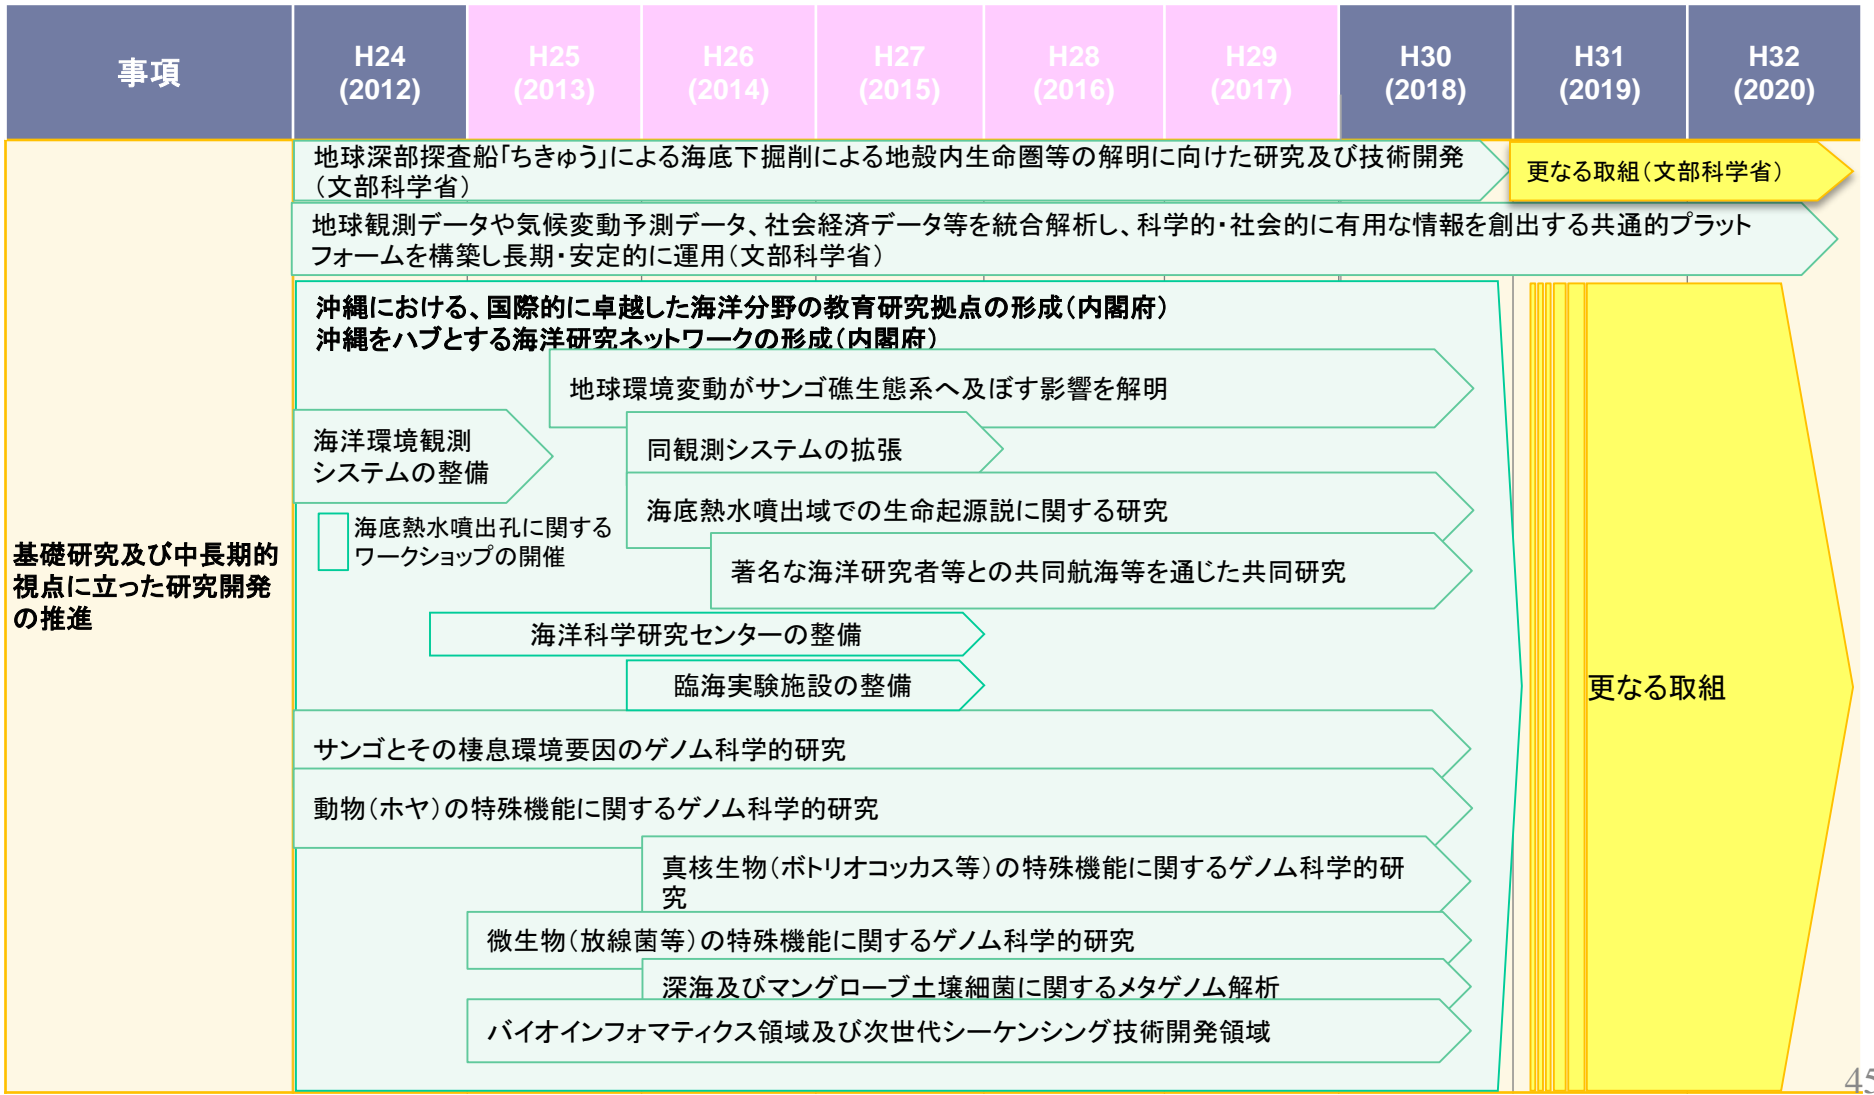 事項
H24
(2012)
H25
(2013)
H26
(2014)
H27
(2015)
H28
(2016)
H29
(2017)
H30
(2018)
H31
(2019)
H32
(2020)
基礎研究及び中長期的
視点に立った研究開発
の推進
地球深部探査船｢ちきゅう｣による海底下掘削による地殻内生命圏等の解明に向けた研究及び技術開発
（文部科学省）
更なる取組（文部科学省）
地球観測データや気候変動予測データ、社会経済データ等を統合解析し、科学的・社会的に有用な情報を創出する共通的プラット
フォームを構築し長期・安定的に運用（文部科学省）
沖縄における、国際的に卓越した海洋分野の教育研究拠点の形成（内閣府）
沖縄をハブとする海洋研究ネットワークの形成（内閣府）
地球環境変動がサンゴ礁生態系へ及ぼす影響を解明
海洋環境観測
システムの整備
同観測システムの拡張
海底熱水噴出域での生命起源説に関する研究
海底熱水噴出孔に関する
ワークショップの開催
著名な海洋研究者等との共同航海等を通じた共同研究
海洋科学研究センターの整備
臨海実験施設の整備
更なる取組
サンゴとその棲息環境要因のゲノム科学的研究
動物（ホヤ）の特殊機能に関するゲノム科学的研究
真核生物（ボトリオコッカス等）の特殊機能に関するゲノム科学的研
究
微生物（放線菌等）の特殊機能に関するゲノム科学的研究
深海及びマングローブ土壌細菌に関するメタゲノム解析
バイオインフォマティクス領域及び次世代シーケンシング技術開発領域
45